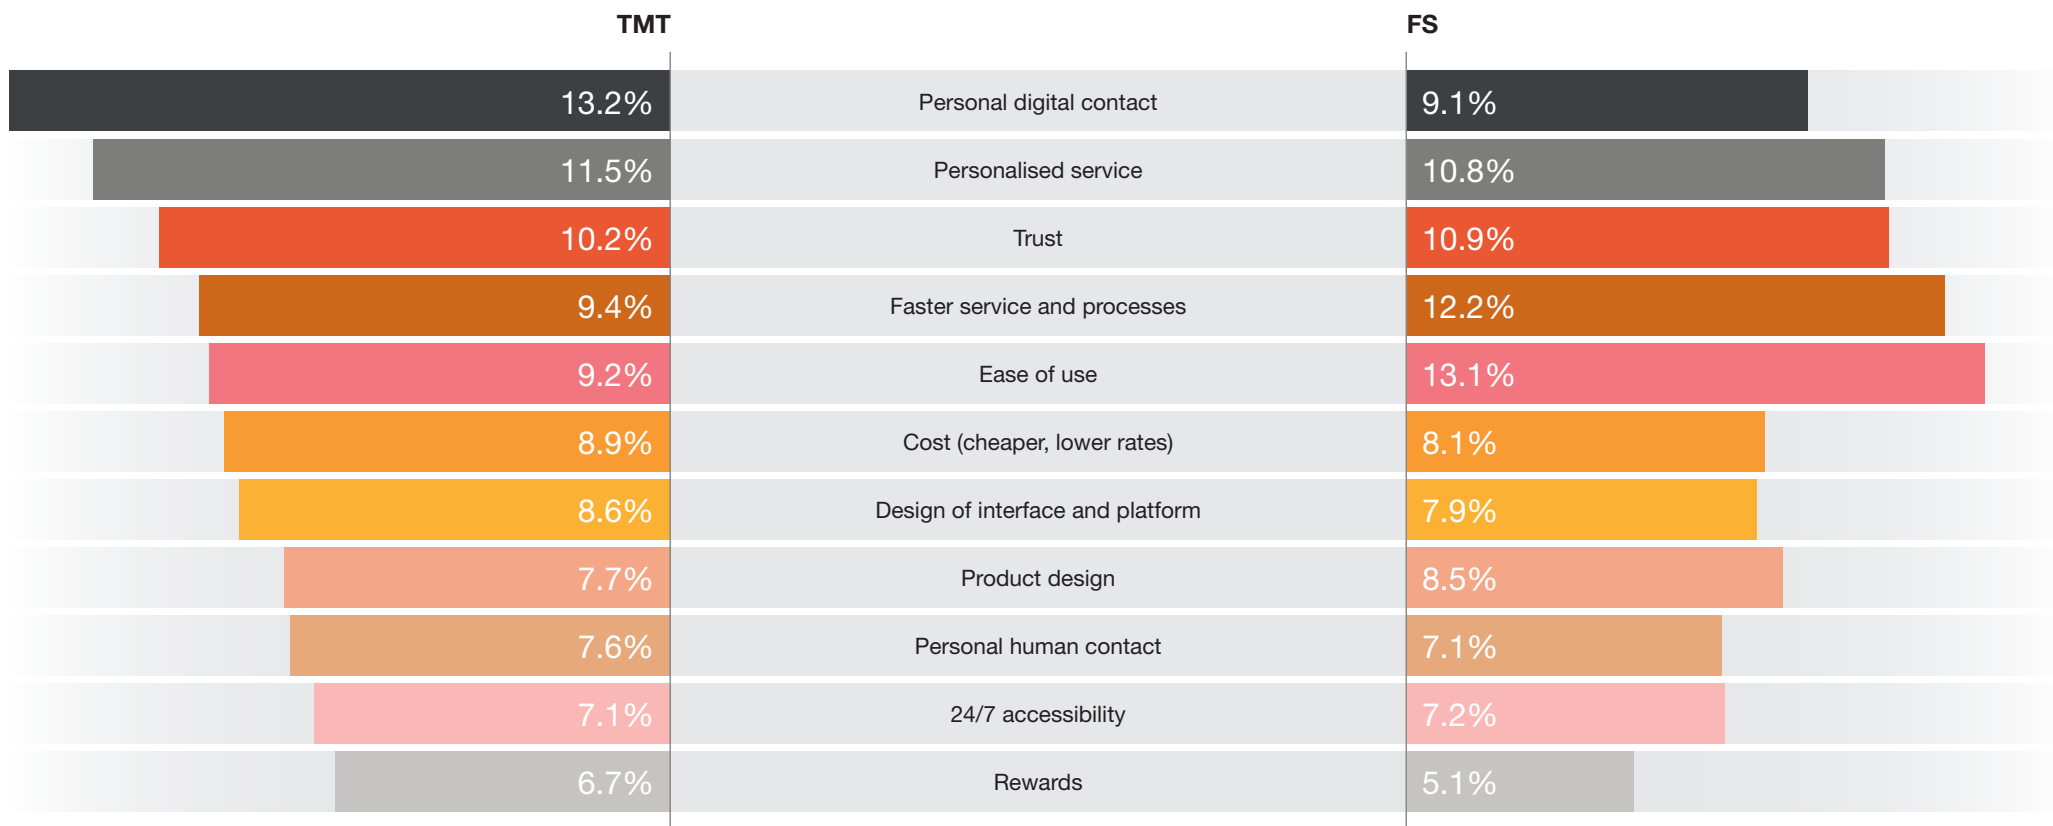 TMT FS
13.2% Personal digital contact 9.1%
11.5% Personalised service 10.8%
10.2% Trust 10.9%
9.4% Faster service and processes 12.2%
9.2% Ease of use 13.1%
8.9% Cost (cheaper, lower rates) 8.1%
8.6% Design of interface and platform 7.9%
7.7% Product design 8.5%
7.6% Personal human contact 7.1%
7.1% 24/7 accessibility 7.2%
6.7% Rewards 5.1%